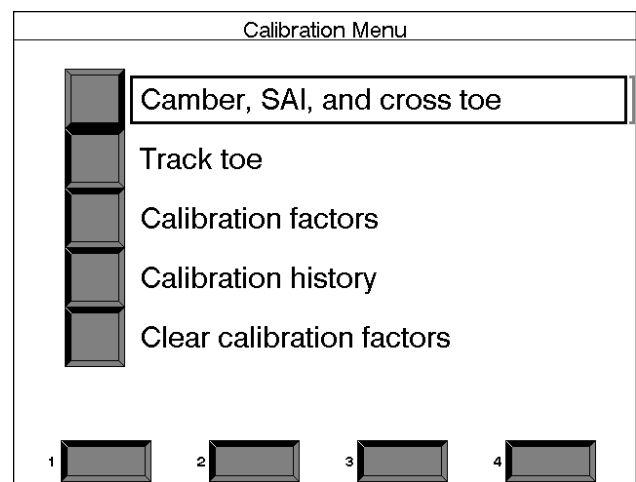 Calibration Menu
Camber, SAI, and cross toe
Track toe
Calibration factors
Calibration history
Clear calibration factors
1 2 3 4